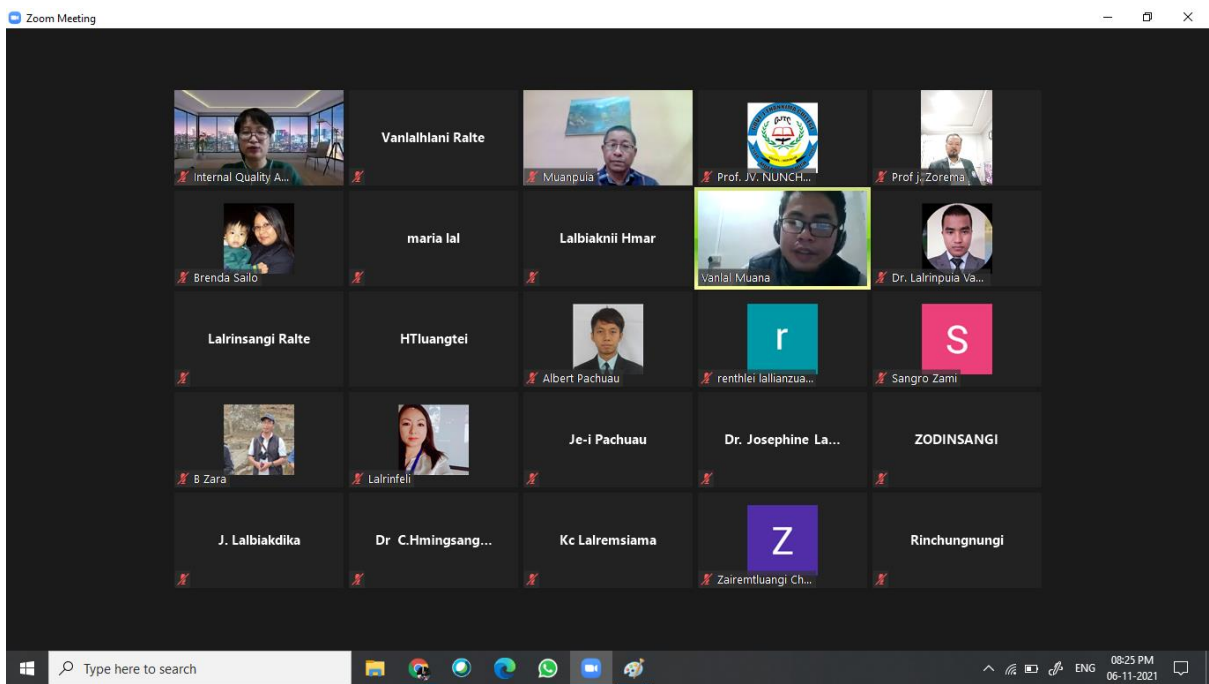 Zoom Meeting
Internal Quality A...
Vanlalhlani Ralte
Muanpuia
GJTC
Prof. JV. NUNCH...
Prof j. Zorema
Brenda Sailo
maria lal
Lalbiaknii Hmar
Vanlal Muana
Dr. Lalrinpuia Va...
Lalrinsangi Ralte
HTluangtei
Albert Pachuau
r
renthlei lallianzua...
S
Sangro Zami
B Zara
Lalrinfeli
Je-i Pachuau
Dr. Josephine La...
ZODINSANGI
J. Lalbiakdika
Dr C.Hmingsang...
Kc Lalremsiama
Z
Zairemtluangi Ch...
Rinchungnungi
Type here to search
ENG
08:25 PM
06-11-2021